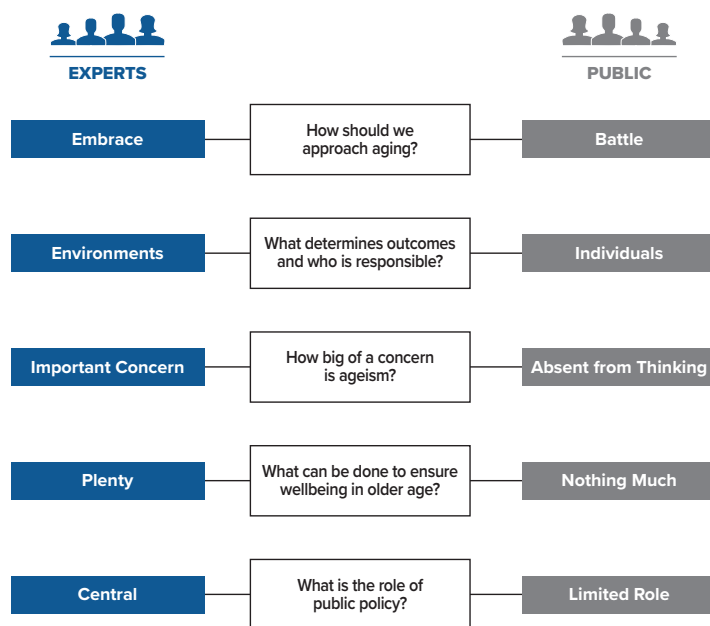 EXPERTS
PUBLIC
Embrace
How should we
approach aging?
Battle
Environments
What determines outcomes
and who is responsible?
Individuals
Important Concern
How big of a concern
is ageism?
Absent from Thinking
Plenty
What can be done to ensure
wellbeing in older age?
Nothing Much
Central
What is the role of
public policy?
Limited Role